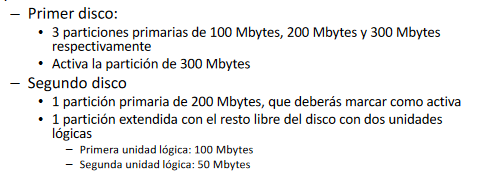 – Primer disco:
• 3 particiones primarias de 100 Mbytes, 200 Mbytes y 300 Mbytes
respectivamente
• Activa la partición de 300 Mbytes
– Segundo disco
• 1 partición primaria de 200 Mbytes, que deberás marcar como activa
• 1 partición extendida con el resto libre del disco con dos unidades
lógicas
– Primera unidad lógica: 100 Mbytes
– Segunda unidad lógica: 50 Mbytes